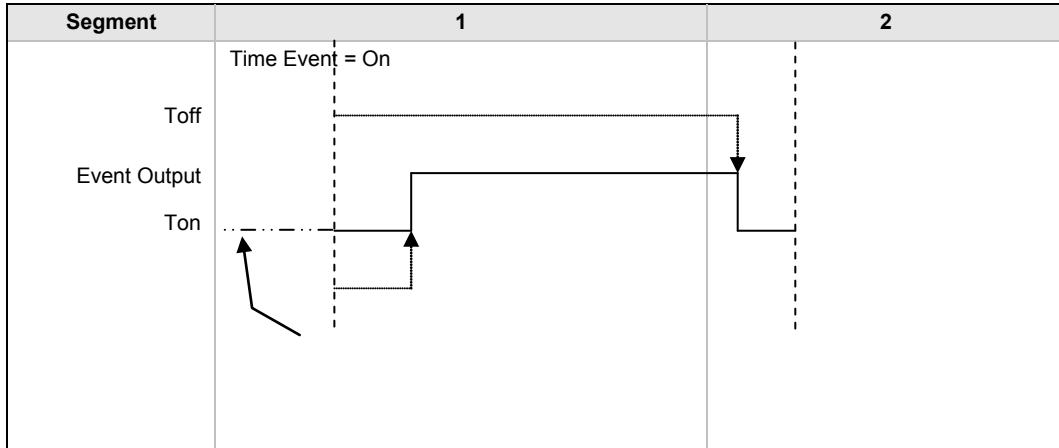 Segment 1 2
Time Event = On
Toff
Event Output
Ton